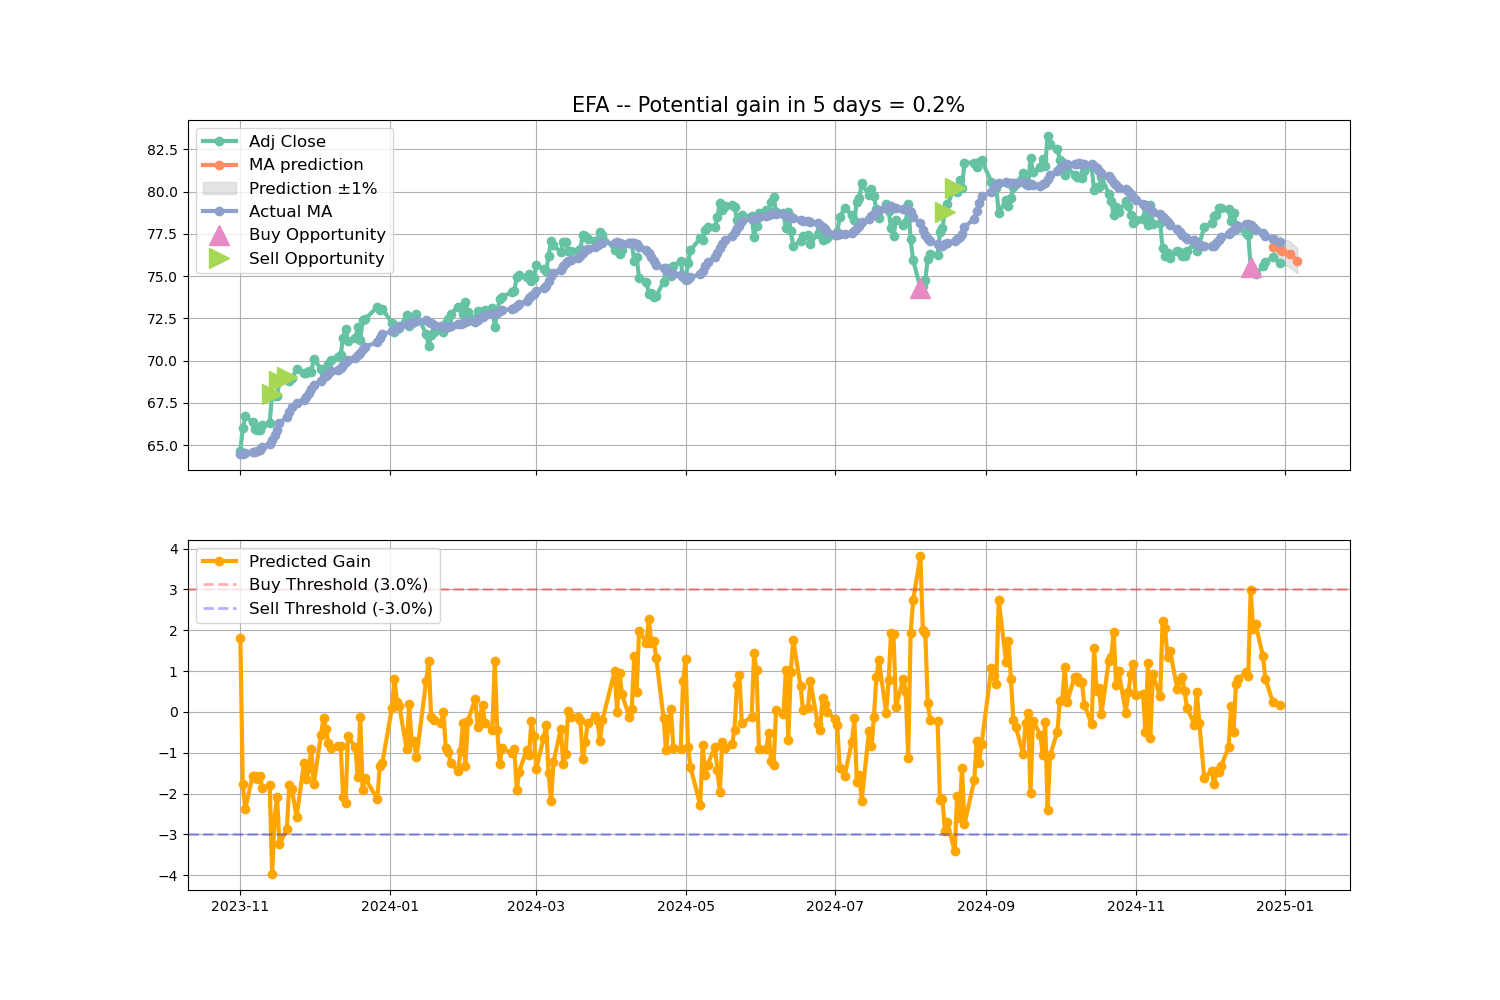 EFA -- Potential gain in 5 days = 0.2%
Adj Close
MA prediction
Prediction ±1%
Actual MA
Buy Opportunity
Sell Opportunity
82.5
80.0
77.5
75.0
72.5
70.0
67.5
65.0
Predicted Gain
Buy Threshold (3.0%)
Sell Threshold (-3.0%)
4
3
2
1
0
−1
−2
−3
−4
2023-11
2024-01
2024-03
2024-05
2024-07
2024-09
2024-11
2025-01